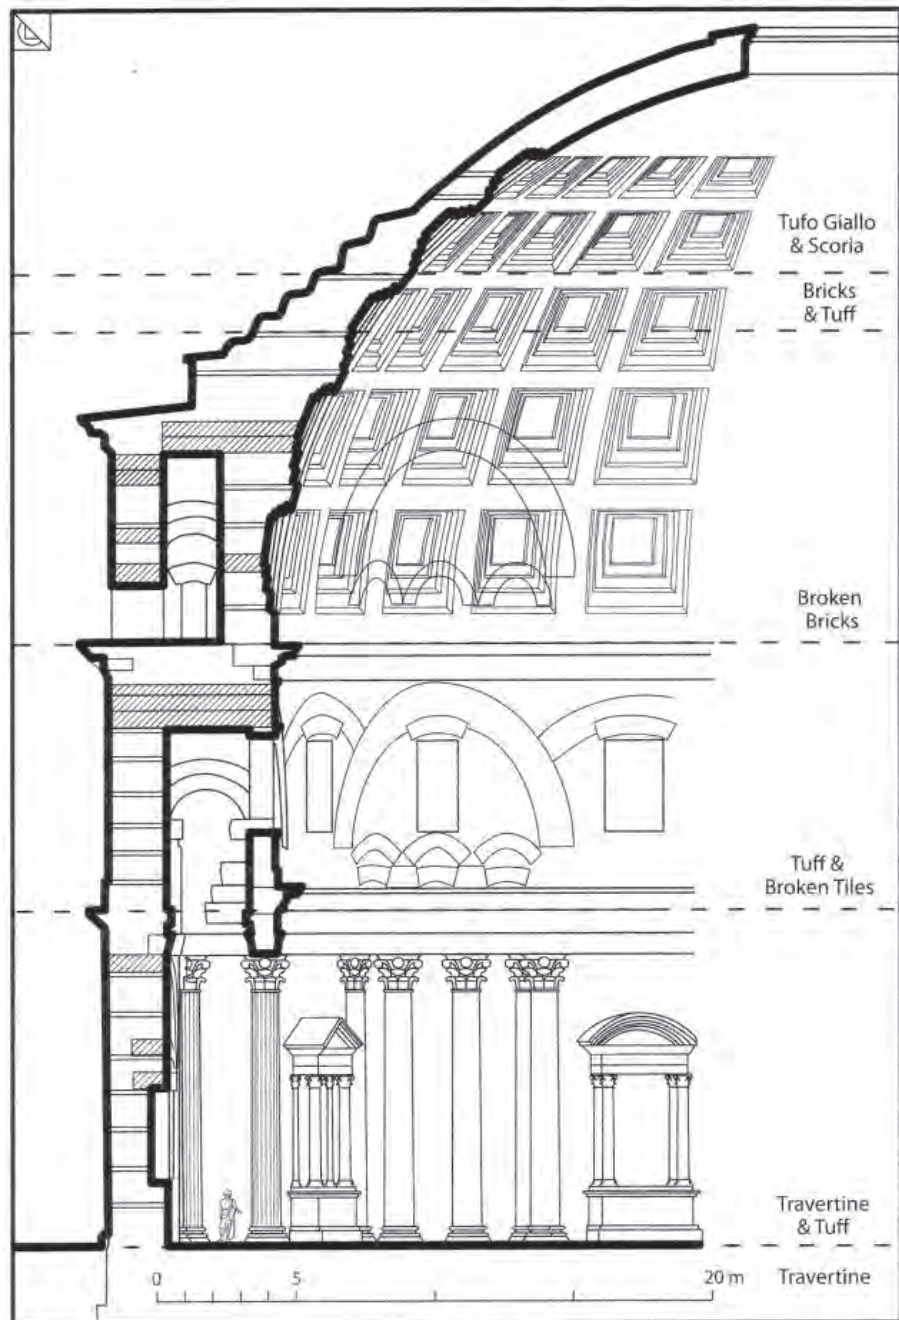 Tufo Giallo
& Scoria
Bricks
& Tuff
Broken
Bricks
Tuff &
Broken Tiles
Travertine
& Tuff
0 5 20 m
Travertine